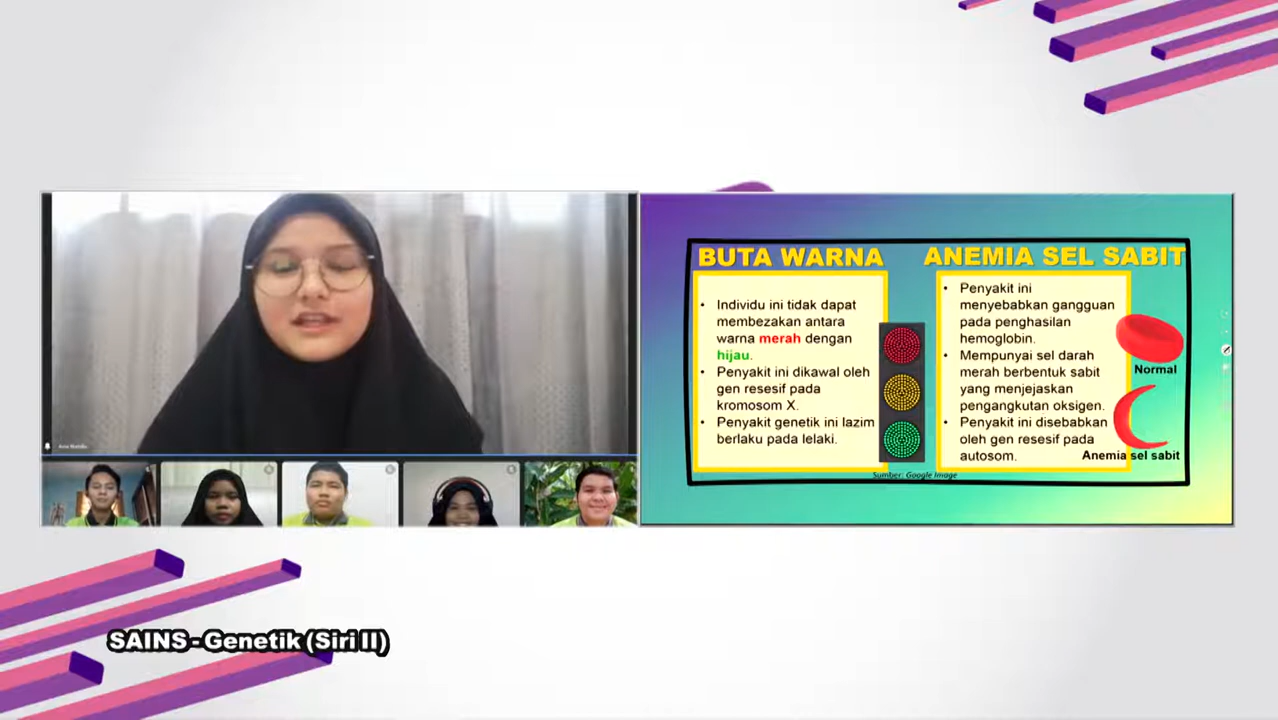 BUTA WARNA
Individu ini tidak dapat
membezakan antara
warna merah dengan
hijau.
Penyakit ini dikawal oleh
gen resesif pada
kromosom X.
Penyakit genetik ini lazim
berlaku pada lelaki.
ANEMIA SEL SABIT
Penyakit ini
menyebabkan gangguan
pada penghasilan
hemoglobin.
Mempunyai sel darah
merah berbentuk sabit
yang menjejaskan
pengangkutan oksigen.
Penyakit ini disebabkan
oleh gen resesif pada
autosom.
Normal
Anemia sel sabit
Sumber: Google Image
SAINS - Genetik (Siri II)